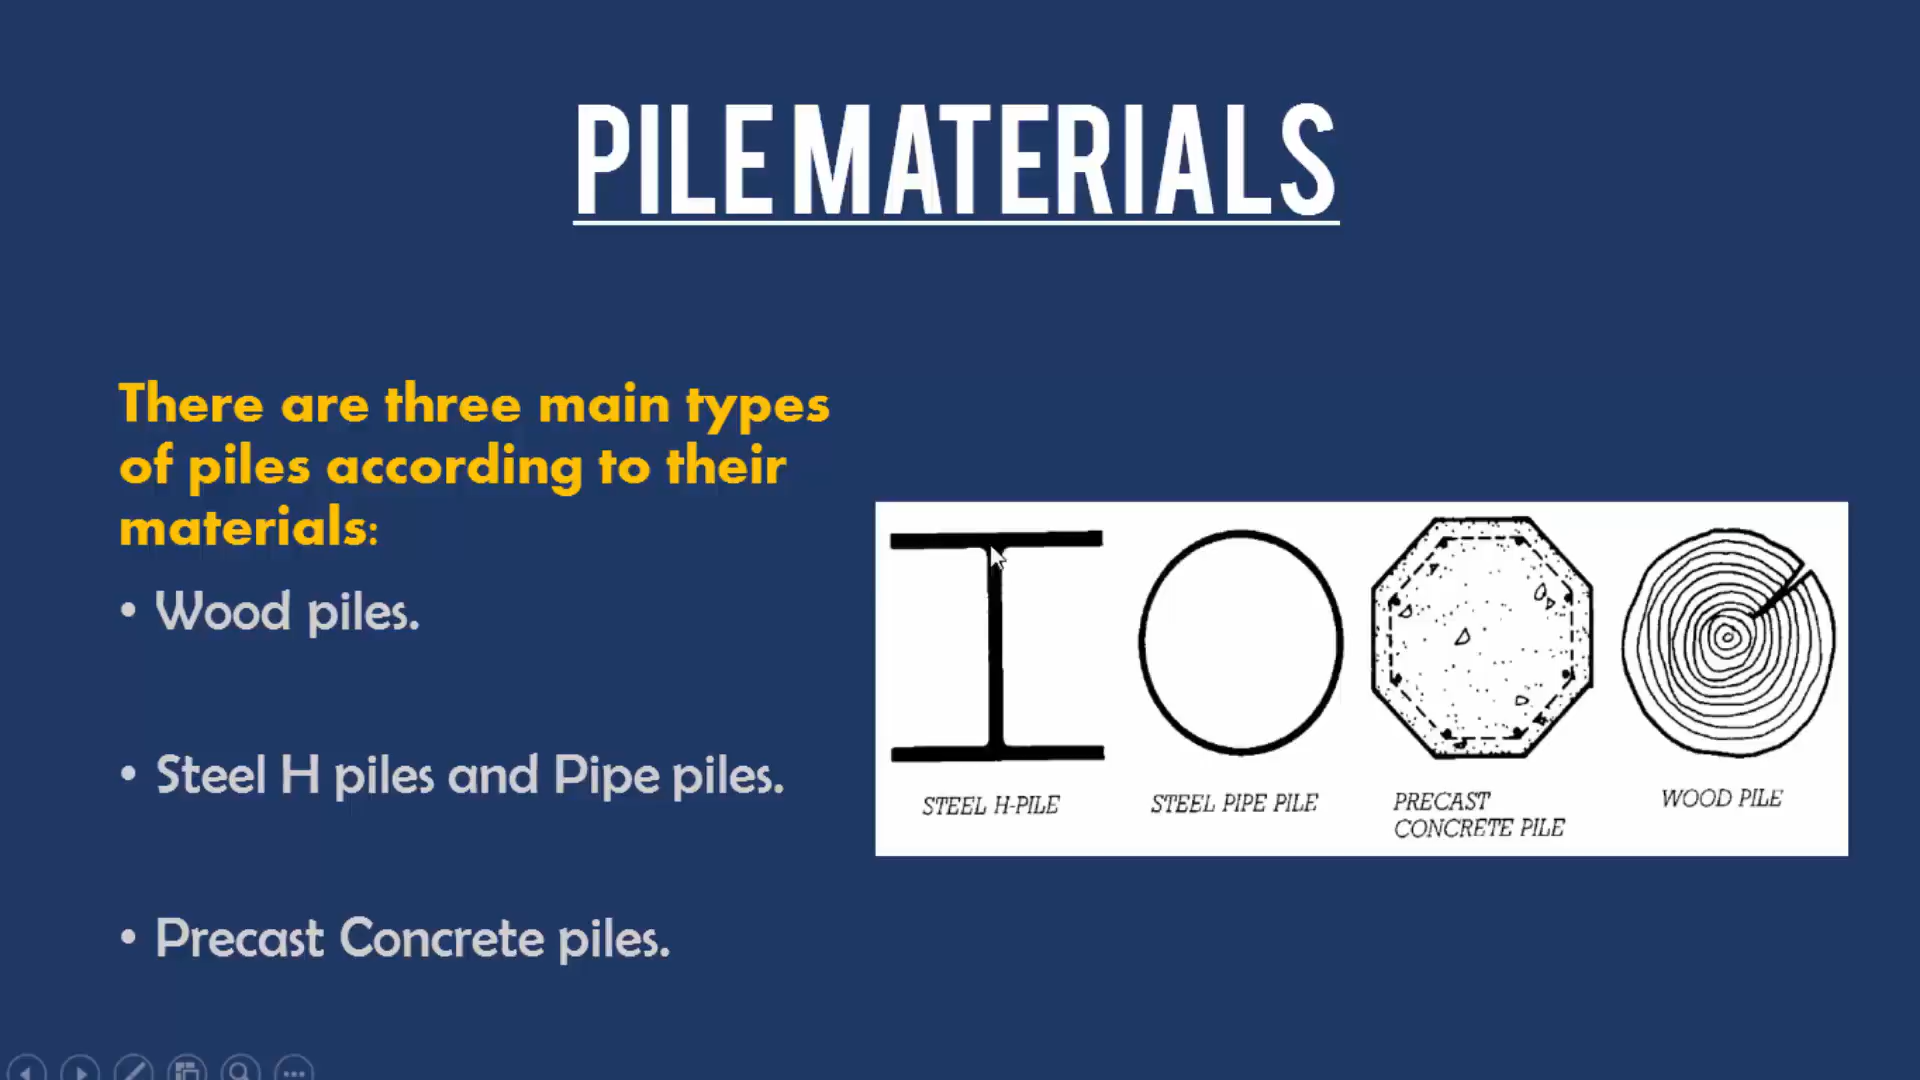 PILE MATERIALS
There are three main types
of piles according to their
materials:
• Wood piles.
• Steel H piles and Pipe piles.
• Precast Concrete piles.
STEEL H-PILE
STEEL PIPE PILE
PRECAST
CONCRETE PILE
WOOD PILE